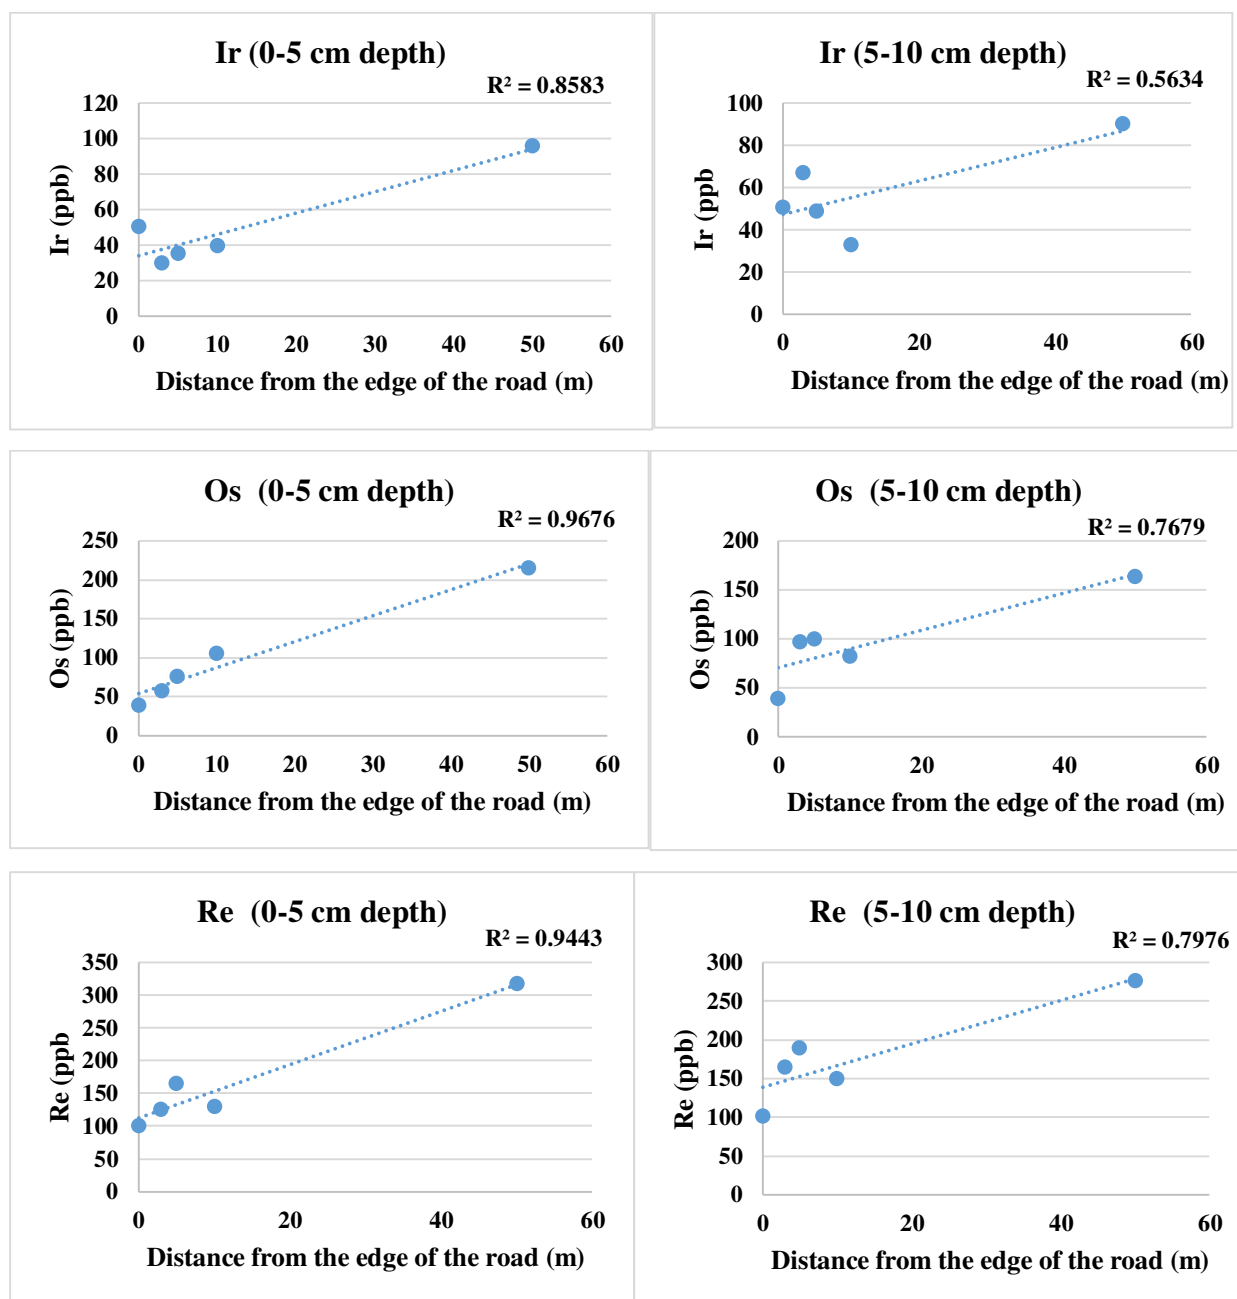 Ir (0-5 cm depth)
R² = 0.8583
Ir (ppb)
120
100
80
60
40
20
0
0 10 20 30 40 50 60
Distance from the edge of the road (m)
Ir (5-10 cm depth)
R² = 0.5634
Ir (ppb
100
80
60
40
20
0
0 20 40 60
Distance from the edge of the road (m)
Os (0-5 cm depth)
R² = 0.9676
Os (ppb)
250
200
150
100
50
0
0 10 20 30 40 50 60
Distance from the edge of the road (m)
Os (5-10 cm depth)
R² = 0.7679
Os (ppb)
200
150
100
50
0
0 20 40 60
Distance from the edge of the road (m)
Re (0-5 cm depth)
R² = 0.9443
Re (ppb
350
300
250
200
150
100
50
0
0 20 40 60
Distance from the edge of the road (m)
Re (5-10 cm depth)
R² = 0.7976
Re (ppb)
300
250
200
150
100
50
0
0 20 40 60
Distance from the edge of the road (m)